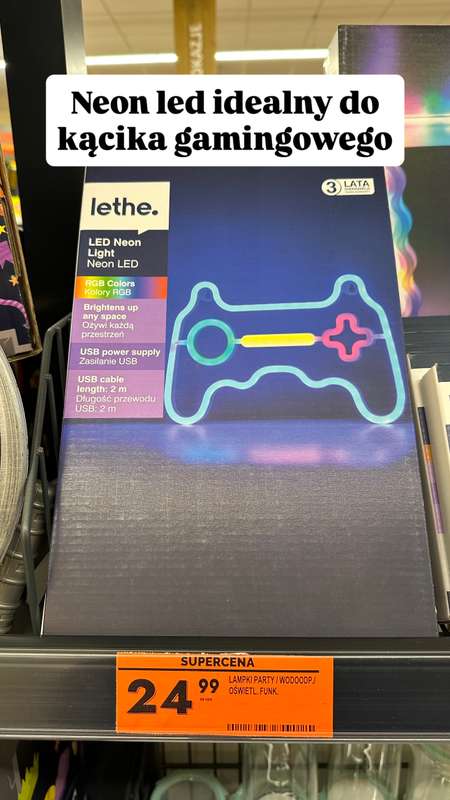 OKAZJE
Neon led idealny do
kącika gamingowego
3 LATA
lethe.
LED Neon
Light
Neon LED
RGB Colors
Kolory RGB
Brightens up
any space
Ożywi każdą
przestrzeń
USB power supply
Zasilanie USB
USB cable
length: 2 m
Długość przewodu
USB: 2 m
SUPERCENA
24 99
LAMPKI PARTY / WODOODP./
OŚWIETL. FUNK.